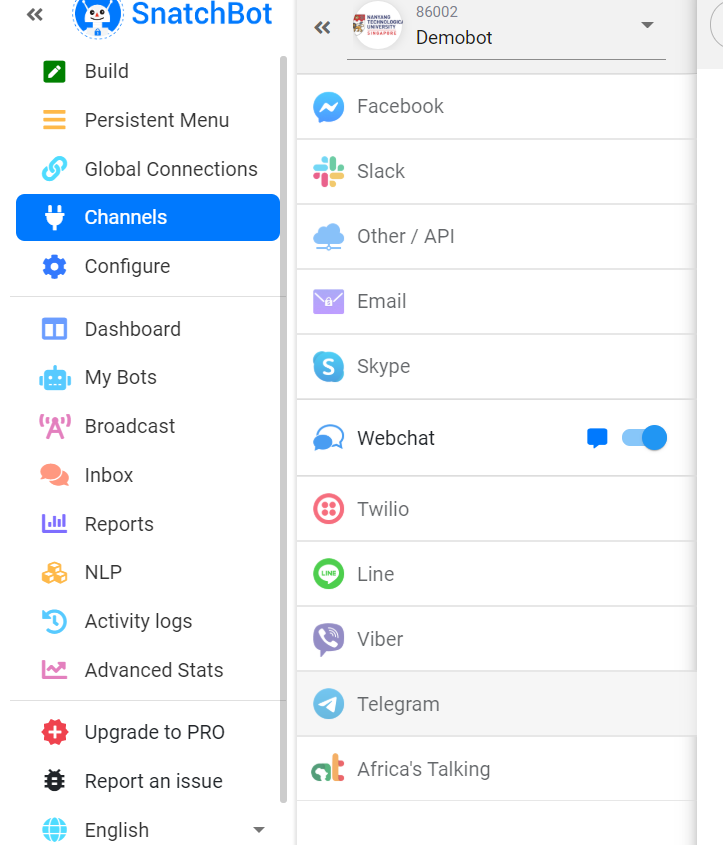 SnatchBot
Build
Persistent Menu
Global Connections
Channels
Configure
Dashboard
My Bots
Broadcast
Inbox
Reports
NLP
Activity logs
Advanced Stats
Upgrade to PRO
Report an issue
English
NANYANG
TECHNOLOGICAL
UNIVERSITY
SINGAPORE
86002
Demobot
Facebook
Slack
Other / API
Email
Skype
Webchat
Twilio
LINE
Line
Viber
Telegram
Africa's Talking